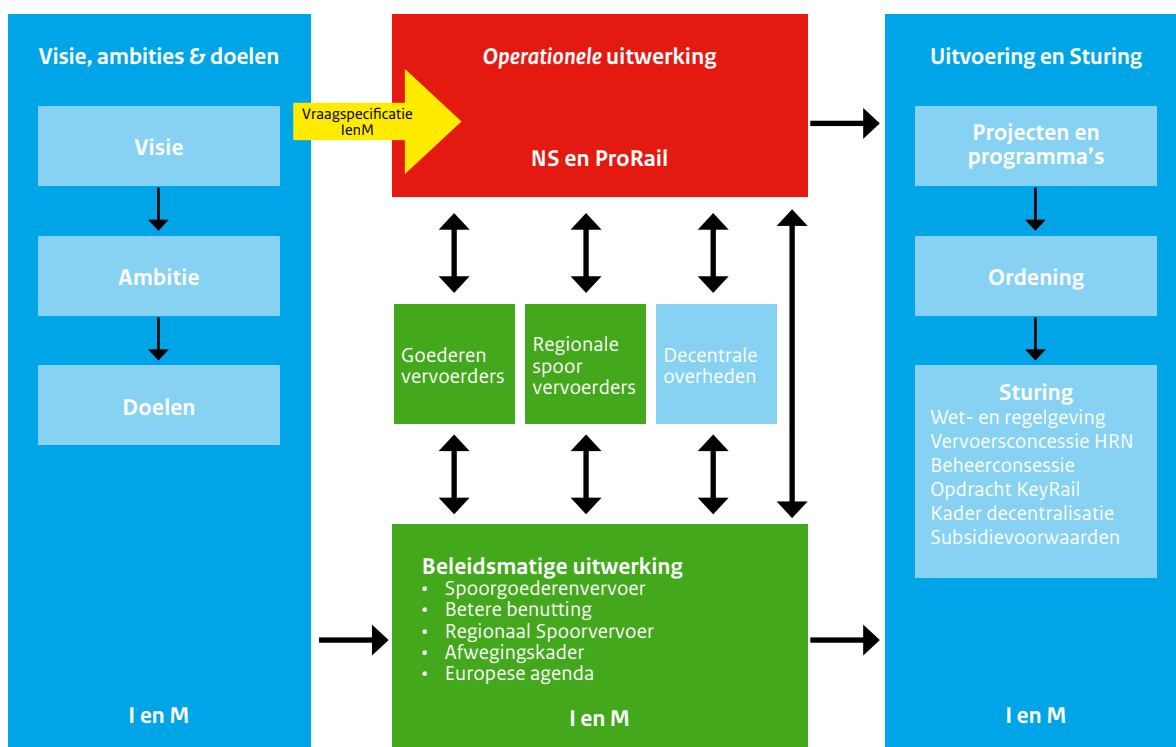 Visie, ambities & doelen
Visie
Ambitie
Doelen
I en M
Vraagspecificatie
IenM
Operationele uitwerking
NS en ProRail
Goederen
vervoerders
Regionale
spoor
vervoerders
Decentrale
overheden
Beleidsmatige uitwerking
• Spoorgoederenvervoer
• Betere benutting
• Regionaal Spoorvervoer
• Afwegingskader
• Europese agenda
I en M
Uitvoering en Sturing
Projecten en
programma's
Ordening
Sturing
Wet- en regelgeving
Vervoersconcessie HRN
Beheerconsessie
Opdracht KeyRail
Kader decentralisatie
Subsidievoorwaarden
I en M